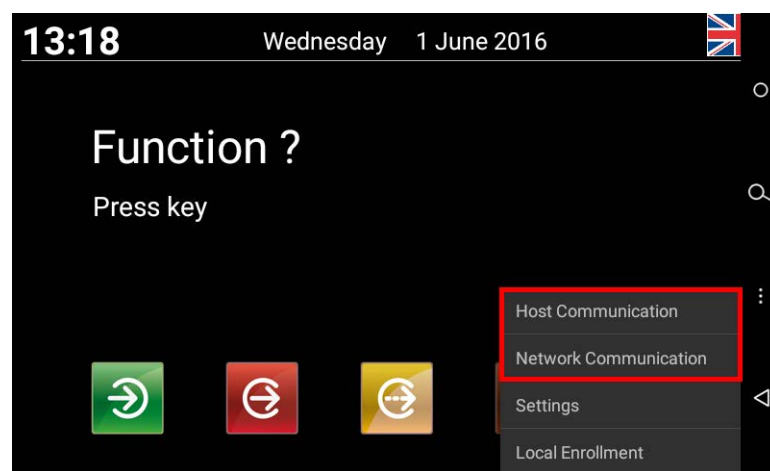 13:18 Wednesday 1 June 2016
Function ?
Press key
Host Communication
Network Communication
Settings
Local Enrollment